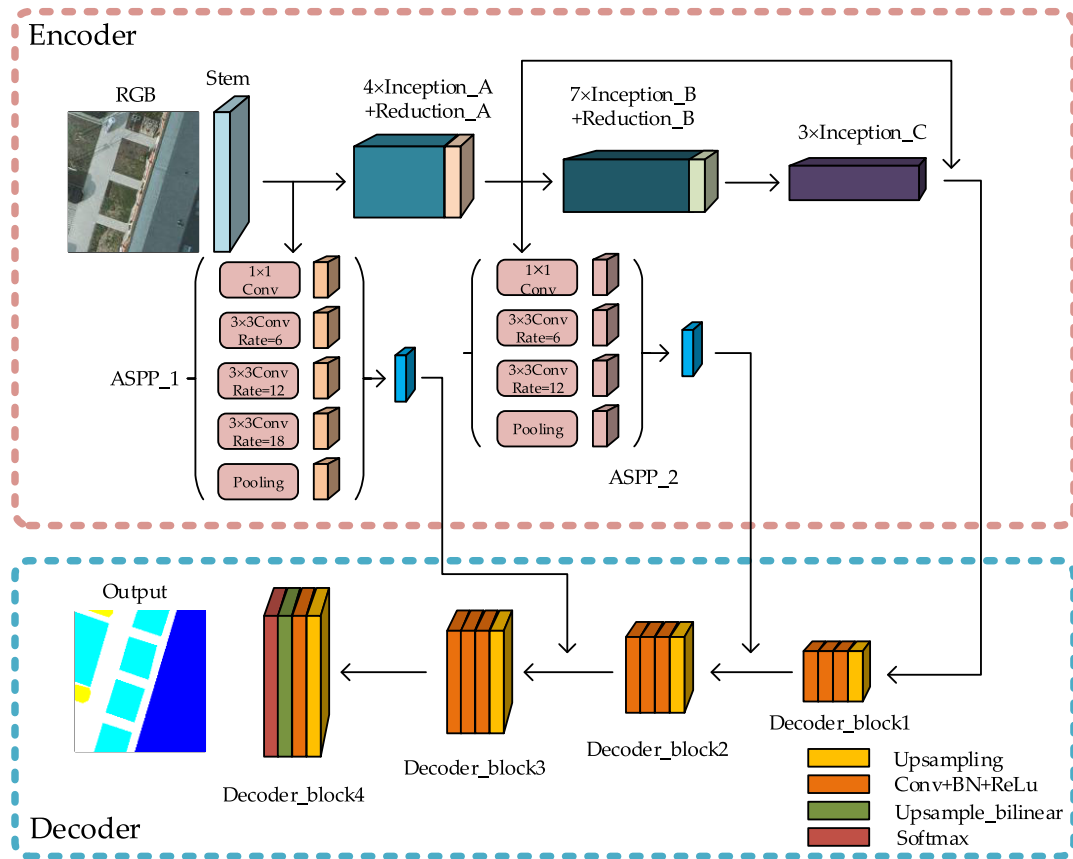 Encoder
RGB
Stem
4×Inception_A
+Reduction_A
7×Inception_B
+Reduction_B
3×Inception_C
ASPP_1
1×1
Conv
3×3Conv
Rate=6
3×3Conv
Rate=12
3×3Conv
Rate=18
Pooling
1×1
Conv
3×3Conv
Rate=6
3×3Conv
Rate=12
Pooling
ASPP_2
Output
Decoder_block4
Decoder_block3
Decoder_block2
Decoder_block1
Upsampling
Conv+BN+ReLu
Upsample_bilinear
Softmax
Decoder